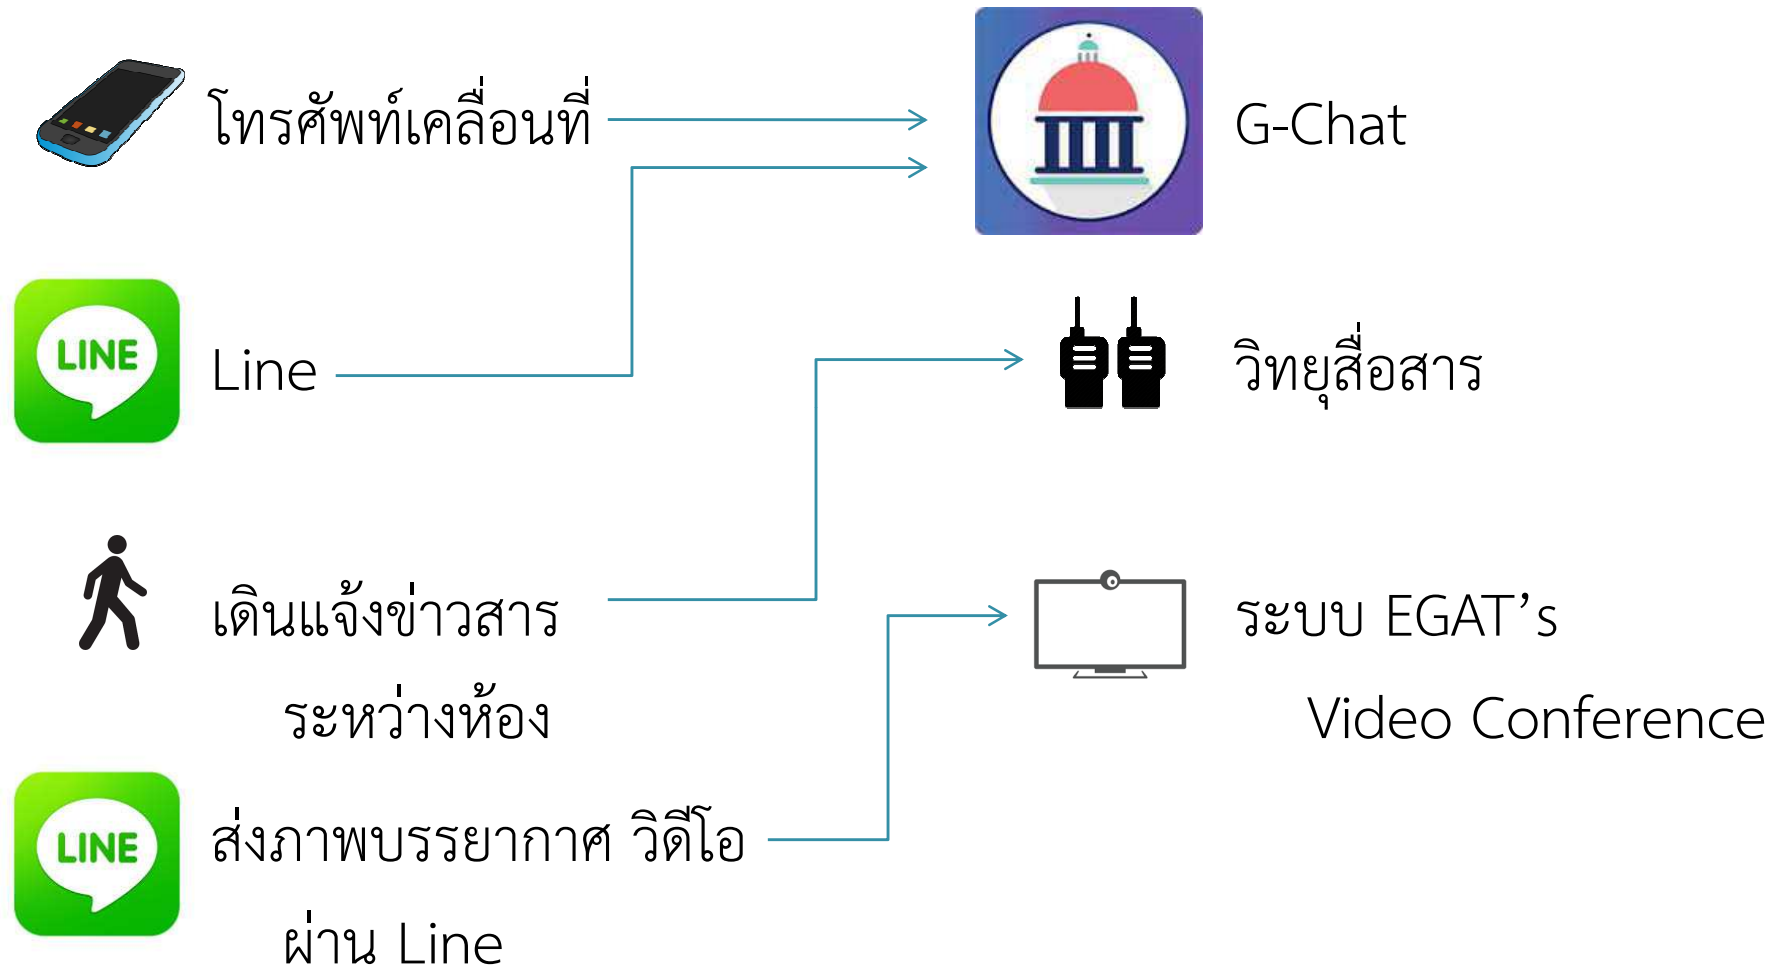 โทรศัพท์เคลื่อนที่
G-Chat
LINE
Line
วิทยุสื่อสาร
เดินแจ้งข่าวสาร
ระหว่างห้อง
ระบบ EGAT’s
Video Conference
LINE
ส่งภาพบรรยากาศ วิดีโอ
ผ่าน Line